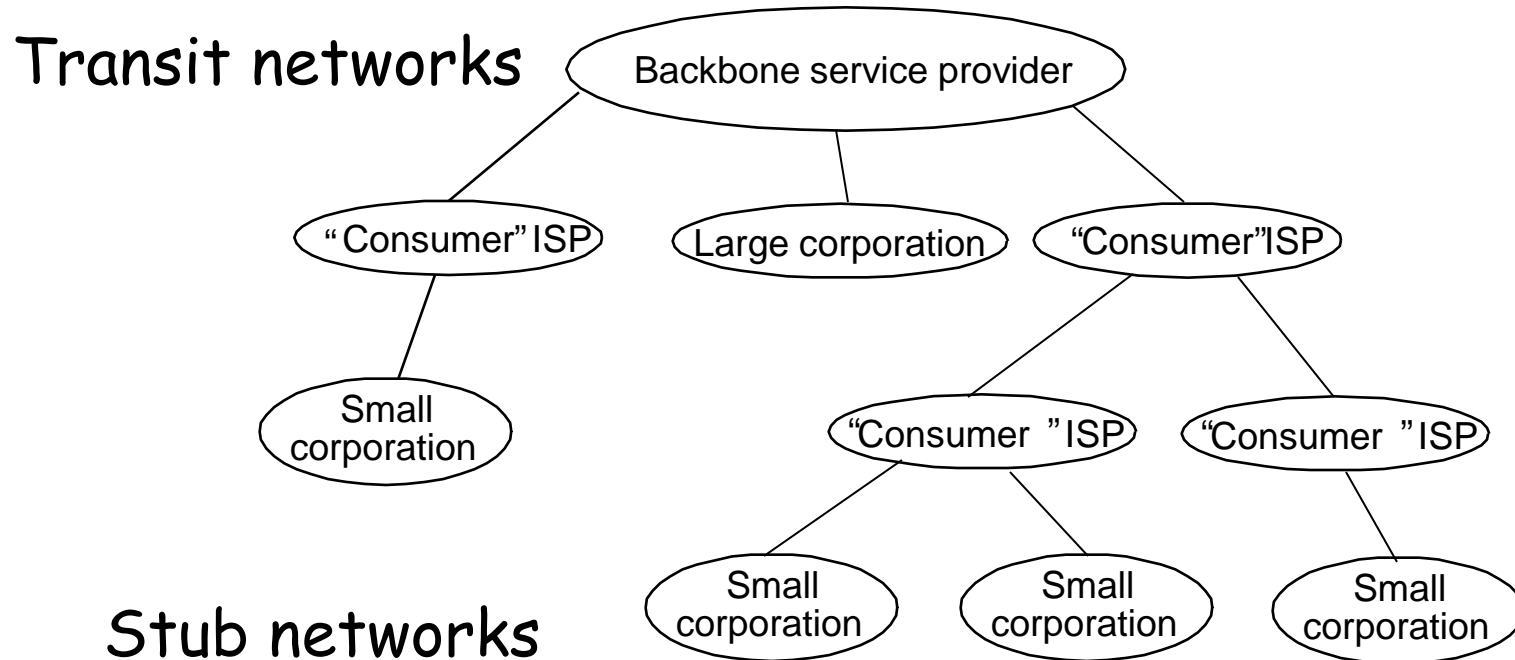 Transit networks
Backbone service provider
“Consumer” ISP
Large corporation
“Consumer”ISP
Small
corporation
“Consumer ” ISP
“Consumer ” ISP
Small
corporation
Small
corporation
Small
corporation
Stub networks